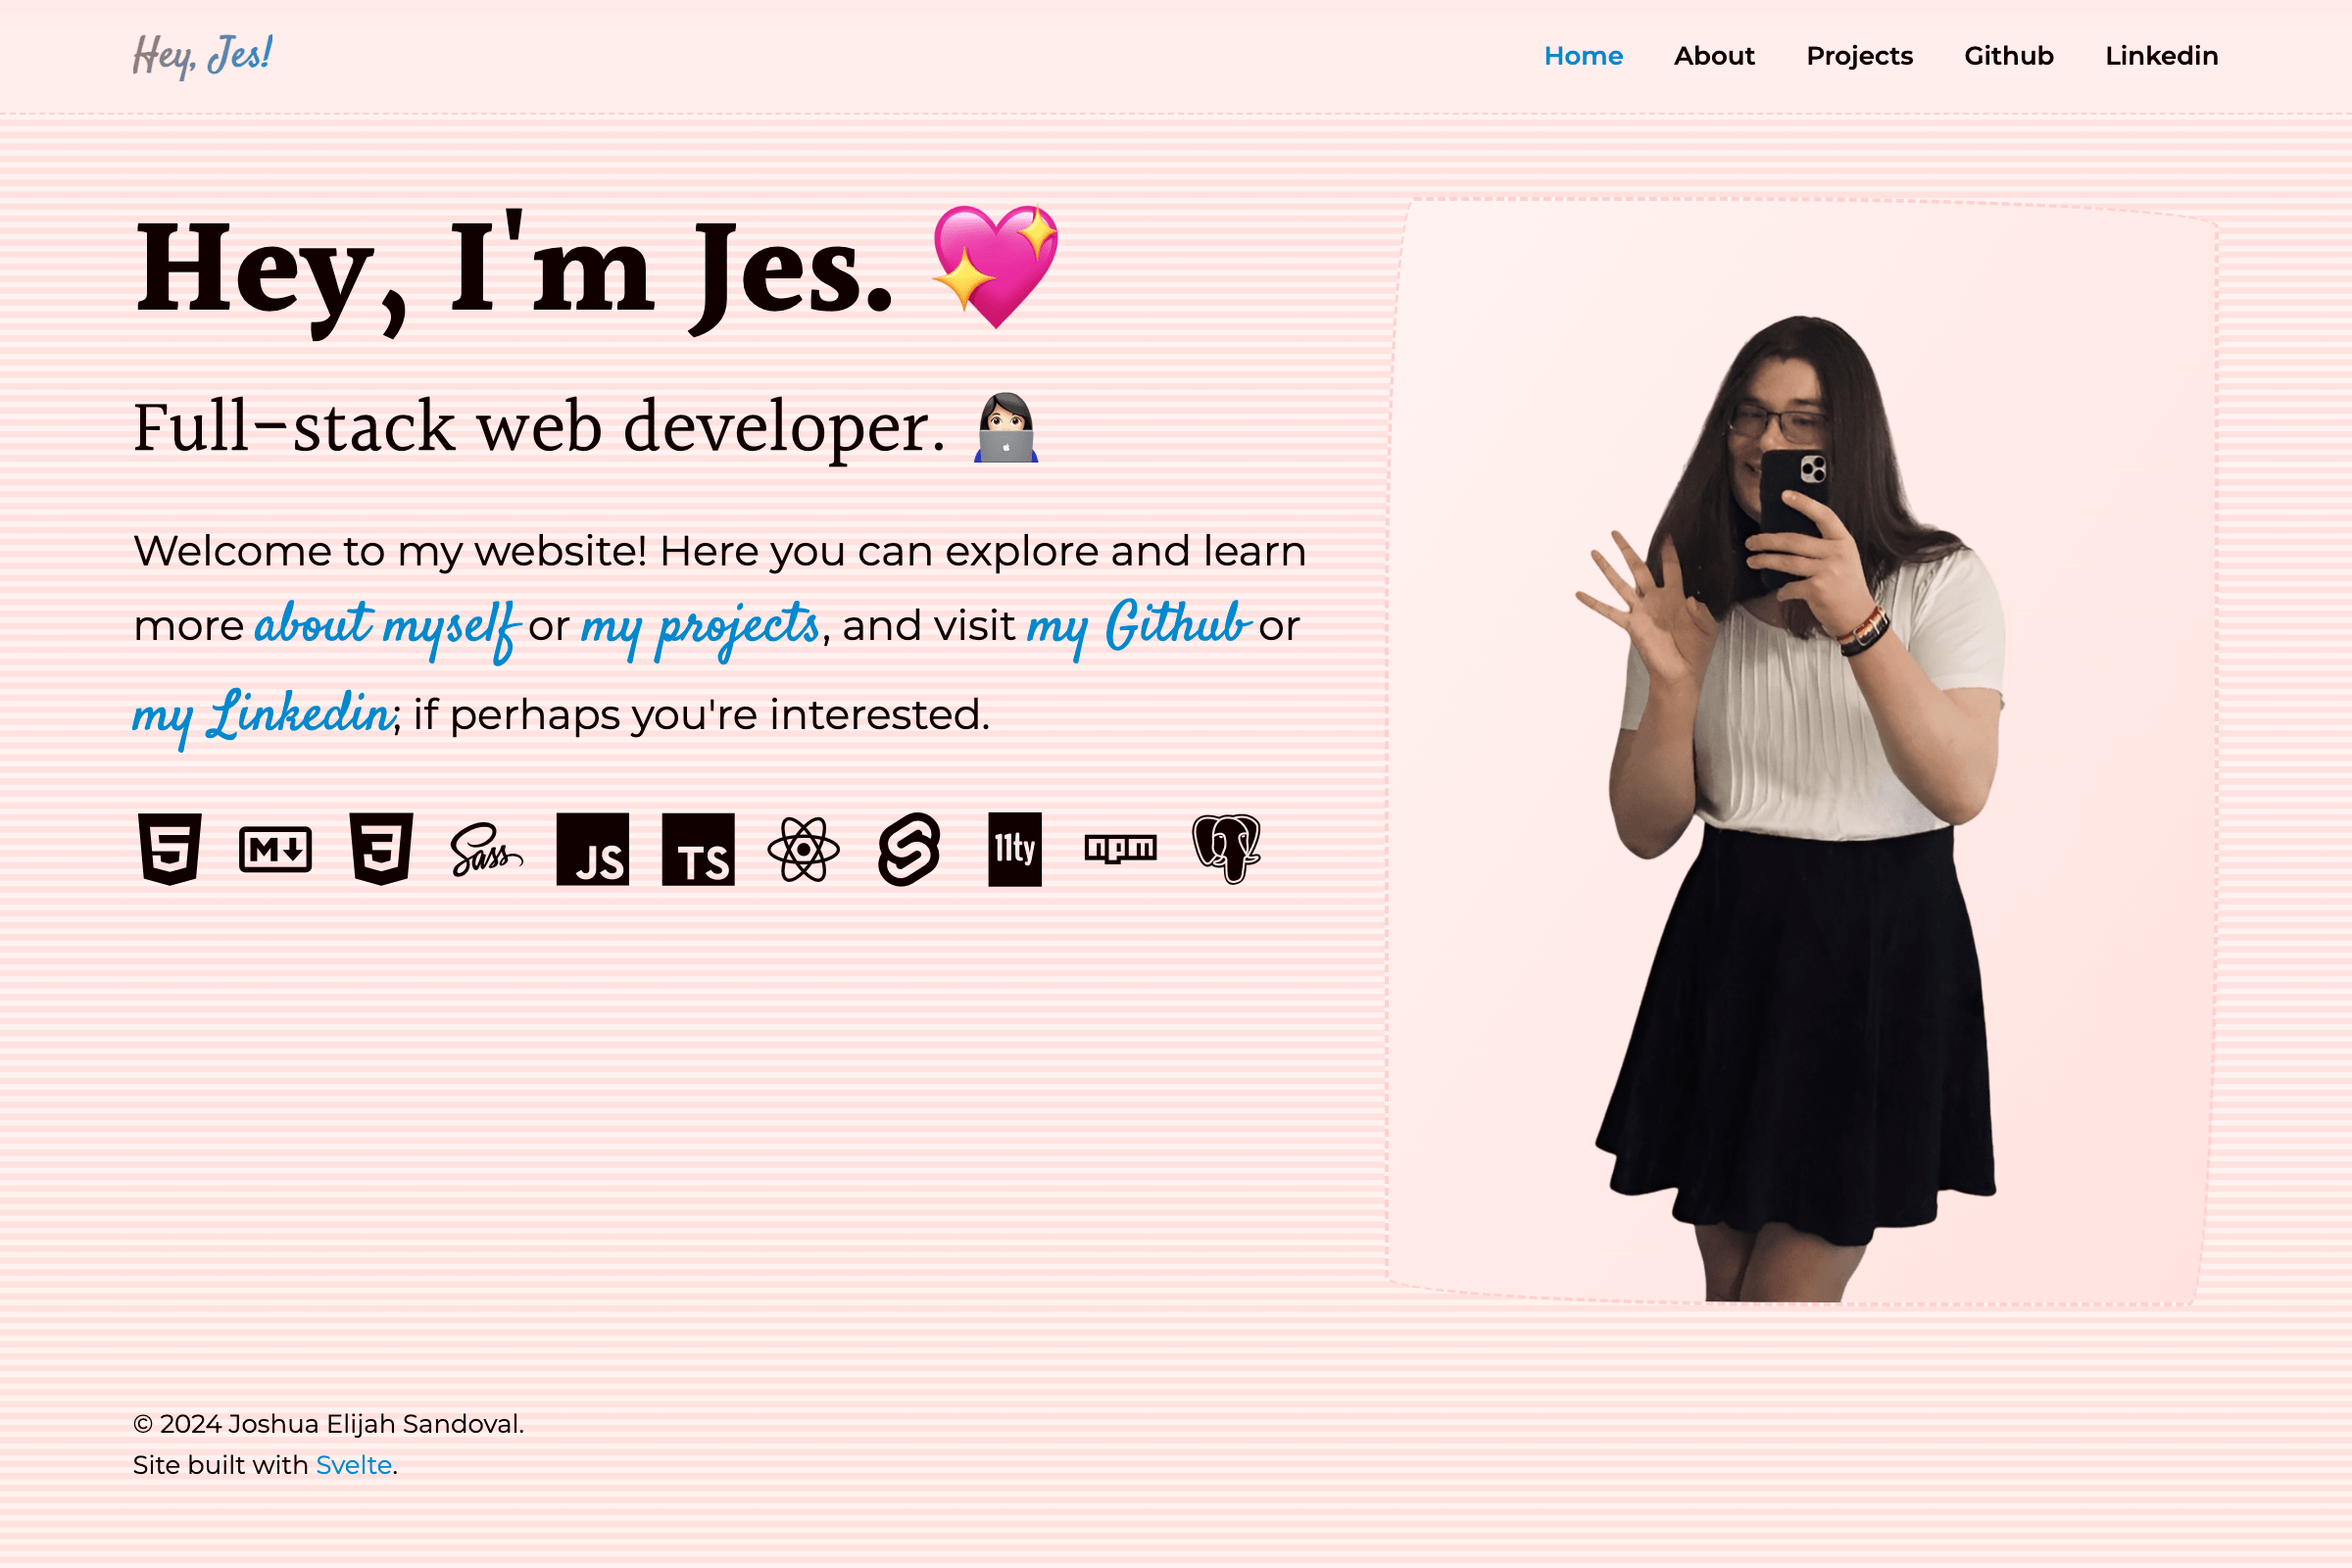 Hey, Jes!
Home About Projects Github Linkedin
Hey, I'm Jes. 💖
Full-stack web developer. 👩🏻‍💻
Welcome to my website! Here you can explore and learn
more about myself or my projects, and visit my Github or
my Linkedin; if perhaps you're interested.
5 M 3 Sass JS TS 11ty npm
© 2024 Joshua Elijah Sandoval.
Site built with Svelte.